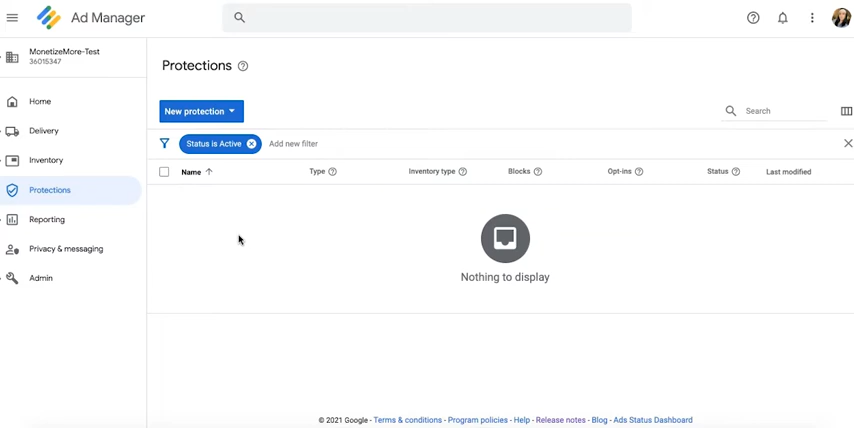 Ad Manager
MonetizeMore-Test
36015347
Home
Delivery
Inventory
Protections
Reporting
Privacy & messaging
Admin
Protections
New protection
Search
Status is Active
Add new filter
Name Type Inventory type Blocks Opt-ins Status Last modified
Nothing to display
© 2021 Google - Terms & conditions - Program policies - Help - Release notes - Blog - Ads Status Dashboard